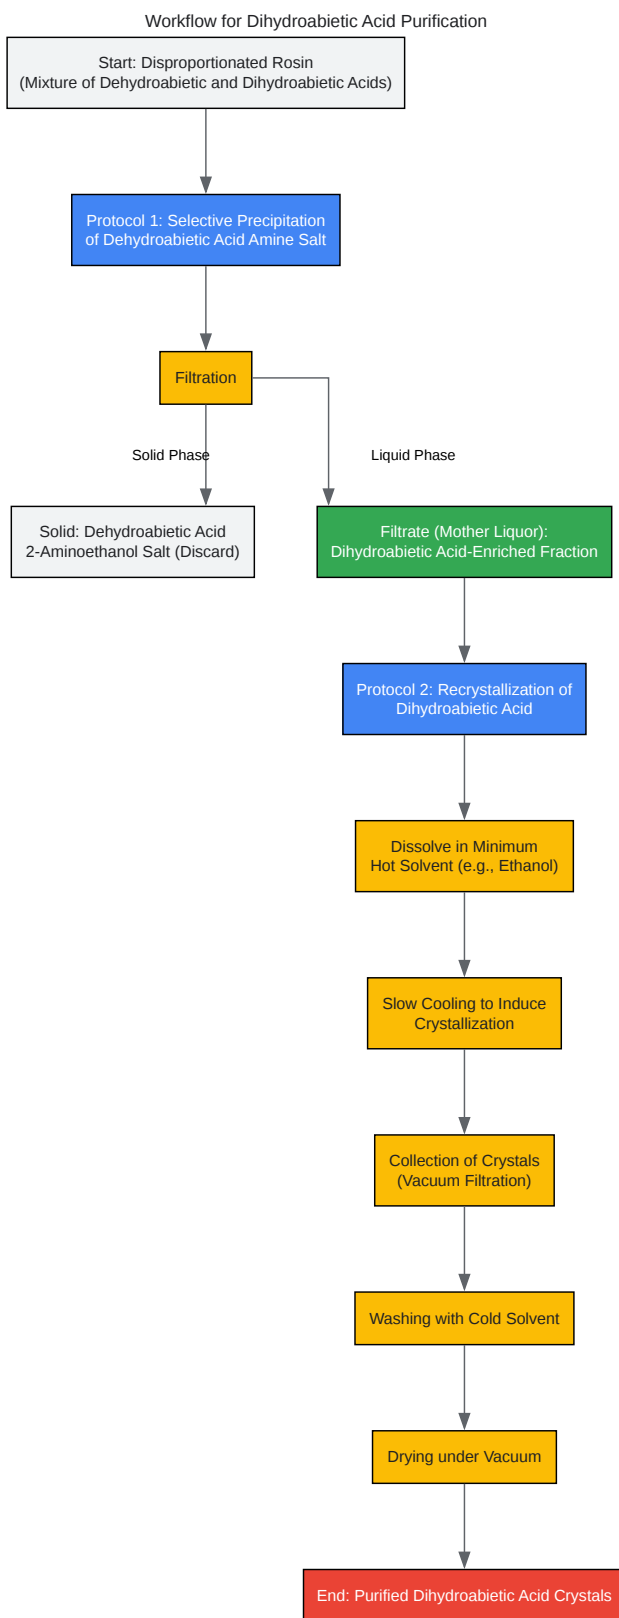 Workflow for Dihydroabietic Acid Purification
Start: Disproportionated Rosin
(Mixture of Dehydroabietic and Dihydroabietic Acids)
Protocol 1: Selective Precipitation
of Dehydroabietic Acid Amine Salt
Filtration
Solid Phase
Liquid Phase
Solid: Dehydroabietic Acid
2-Aminoethanol Salt (Discard)
Filtrate (Mother Liquor):
Dihydroabietic Acid-Enriched Fraction
Protocol 2: Recrystallization of
Dihydroabietic Acid
Dissolve in Minimum
Hot Solvent (e.g., Ethanol)
Slow Cooling to Induce
Crystallization
Collection of Crystals
(Vacuum Filtration)
Washing with Cold Solvent
Drying under Vacuum
End: Purified Dihydroabietic Acid Crystals